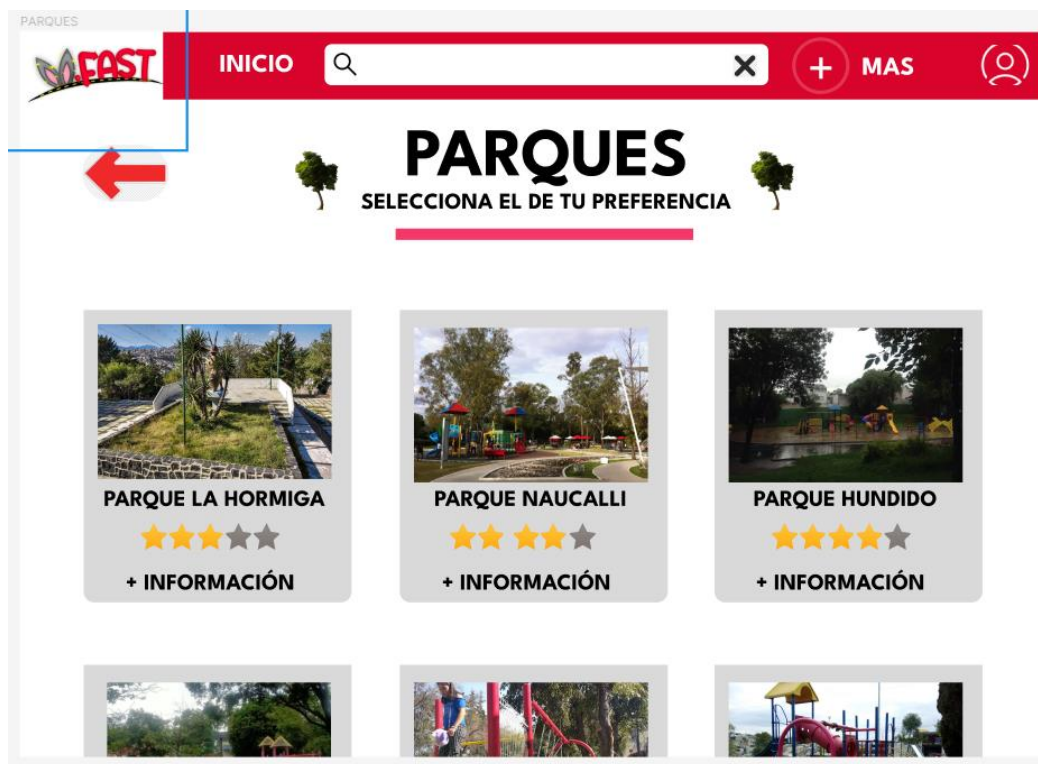 PARQUES
N.FAST
INICIO
MAS
PARQUES
SELECCIONA EL DE TU PREFERENCIA
PARQUE LA HORMIGA
PARQUE NAUCALLI
PARQUE HUNDIDO
+ INFORMACIÓN
+ INFORMACIÓN
+ INFORMACIÓN